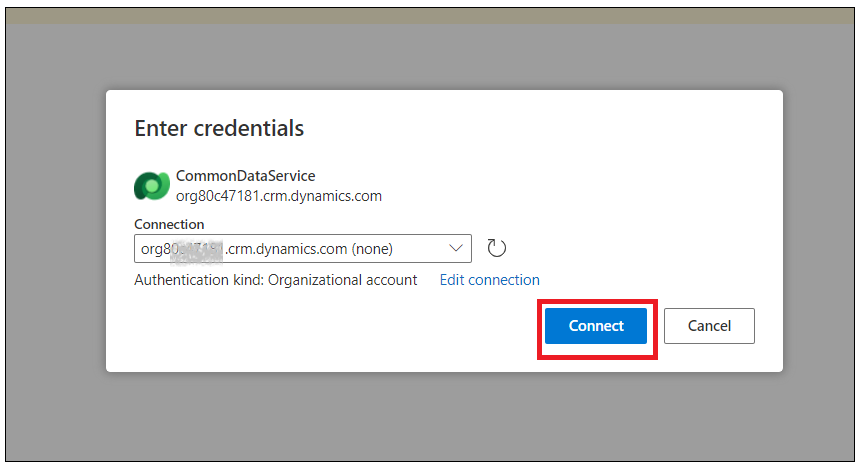 Enter credentials
CommonDataService
org80c47181.crm.dynamics.com
Connection
.crm.dynamics.com (none)
Authentication kind: Organizational account Edit connection
Connect Cancel